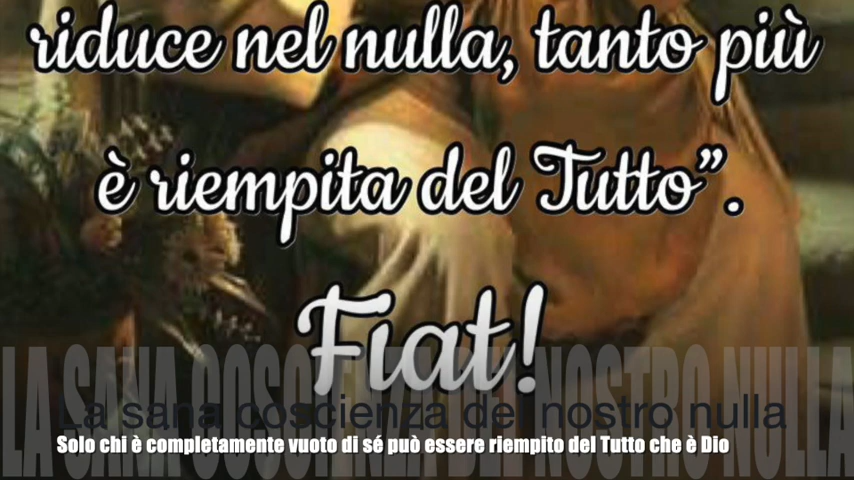 riduce nel nulla, tanto più
è riempita del Tutto”.
Fiat!
LA SANA COSCIENZA DEL NOSTRO NULLA
La sana coscienza del nostro nulla
Solo chi è completamente vuoto di sé può essere riempito del Tutto che è Dio